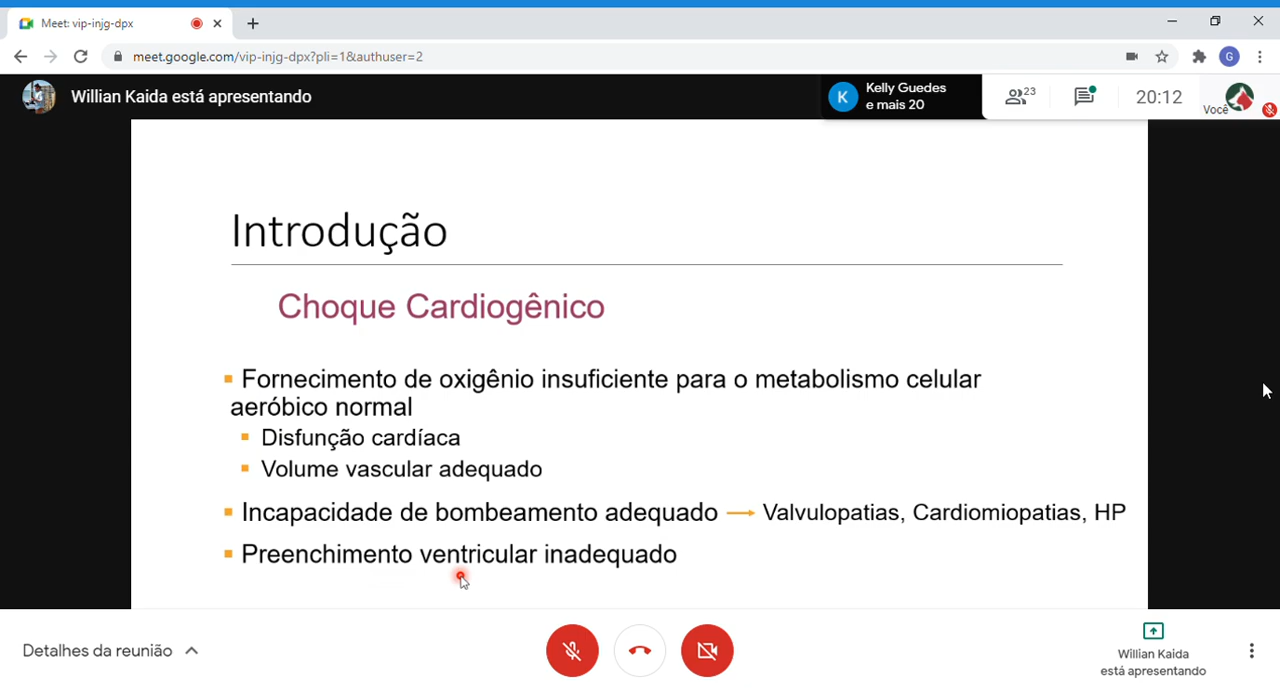 Meet: vip-injg-dpx
meet.google.com/vip-injg-dpx?pli=1&authuser=2
G
Willian Kaida está apresentando
K
Kelly Guedes
e mais 20
23
20:12
Você
Introdução
Choque Cardiogênico
Fornecimento de oxigênio insuficiente para o metabolismo celular
aeróbico normal
Disfunção cardíaca
Volume vascular adequado
Incapacidade de bombeamento adequado → Valvulopatias, Cardiomiopatias, HP
Preenchimento ventricular inadequado
Detalhes da reunião
Willian Kaida
está apresentando